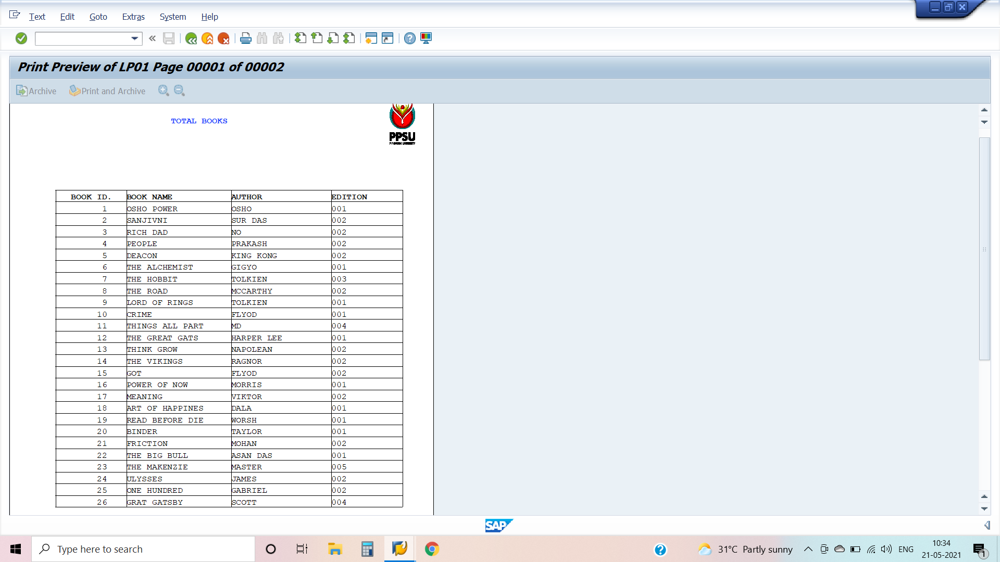 Text Edit Goto Extras System Help
Print Preview of LP01 Page 00001 of 00002
Archive Print and Archive
TOTAL BOOKS
PPSU
BOOK ID. BOOK NAME AUTHOR EDITION
1 OSHO POWER OSHO 001
2 SANJIVNI SUR DAS 002
3 RICH DAD NO 002
4 PEOPLE PRAKASH 002
5 DEACON KING KONG 002
6 THE ALCHEMIST GIGYO 001
7 THE HOBBIT TOLKIEN 003
8 THE ROAD MCCARTHY 002
9 LORD OF RINGS TOLKIEN 001
10 CRIME FLYOD 001
11 THINGS ALL PART MD 004
12 THE GREAT GATS HARPER LEE 001
13 THINK GROW NAPOLEAN 002
14 THE VIKINGS RAGNOR 002
15 GOT FLYOD 002
16 POWER OF NOW MORRIS 001
17 MEANING VIKTOR 002
18 ART OF HAPPINES DALA 001
19 READ BEFORE DIE WORSH 001
20 BINDER TAYLOR 001
21 FRICTION MOHAN 002
22 THE BIG BULL ASAN DAS 001
23 THE MAKENZIE MASTER 005
24 ULYSSES JAMES 002
25 ONE HUNDRED GABRIEL 002
26 GRAT GATSBY SCOTT 004
SAP
Type here to search
31°C Partly sunny
ENG
10:34
21-05-2021
1